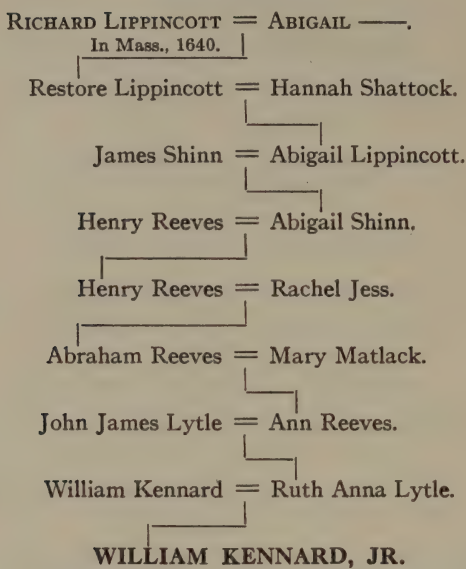 RICHARD LIPPINCOTT = ABIGAIL ——.
In Mass., 1640.
Restore Lippincott = Hannah Shattock.
James Shinn = Abigail Lippincott.
Henry Reeves = Abigail Shinn.
Henry Reeves = Rachel Jess.
Abraham Reeves = Mary Matlack.
John James Lytle = Ann Reeves.
William Kennard = Ruth Anna Lytle.
WILLIAM KENNARD, JR.